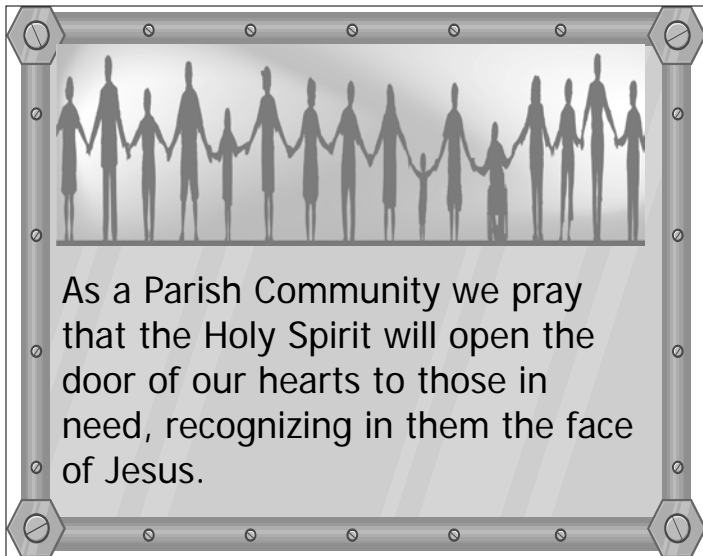 As a Parish Community we pray
that the Holy Spirit will open the
door of our hearts to those in
need, recognizing in them the face
of Jesus.